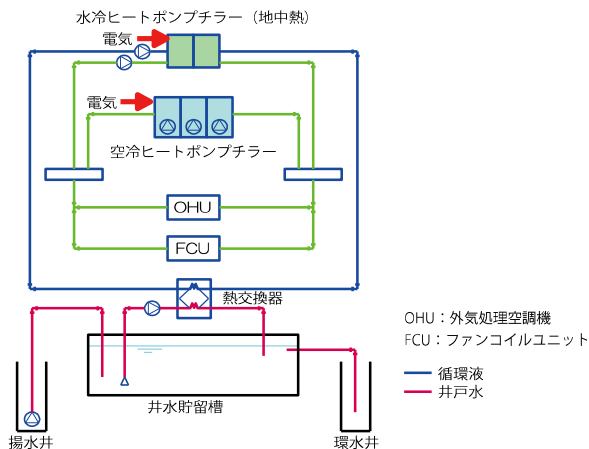 水冷ヒートポンプチラー（地中熱）
電気
電気
空冷ヒートポンプチラー
OHU
FCU
熱交換器
OHU：外気処理空調機
FCU：ファンコイルユニット
循環液
井戸水
井水貯留槽
揚水井
環水井